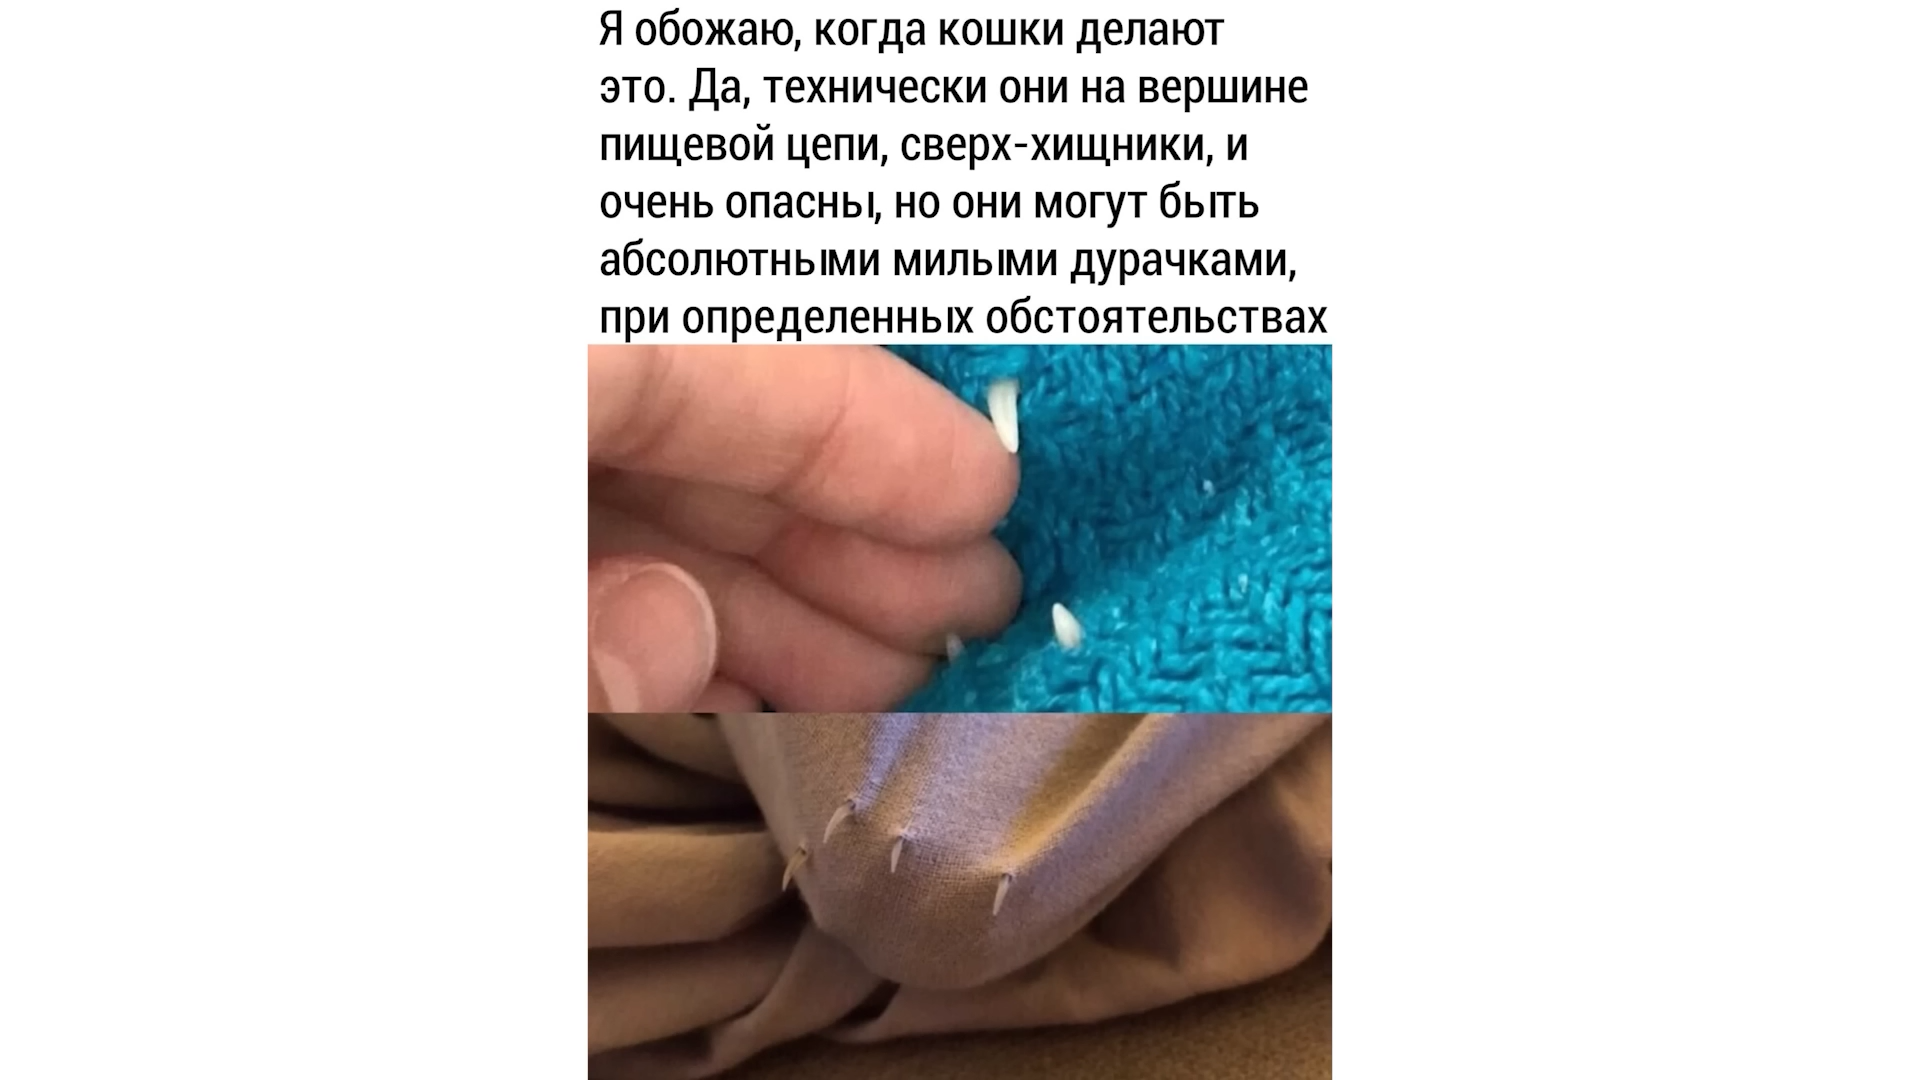 Я обожаю, когда кошки делают
это. Да, технически они на вершине
пищевой цепи, сверх-хищники, и
очень опасны, но они могут быть
абсолютными милыми дурачками,
при определенных обстоятельствах